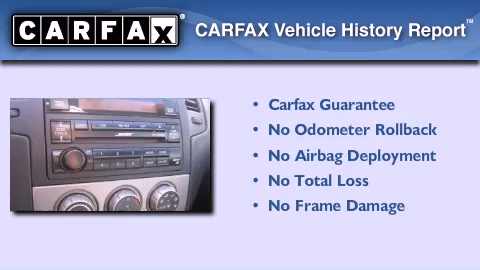 CARFAX® CARFAX Vehicle History Report™
• Carfax Guarantee
• No Odometer Rollback
• No Airbag Deployment
• No Total Loss
• No Frame Damage